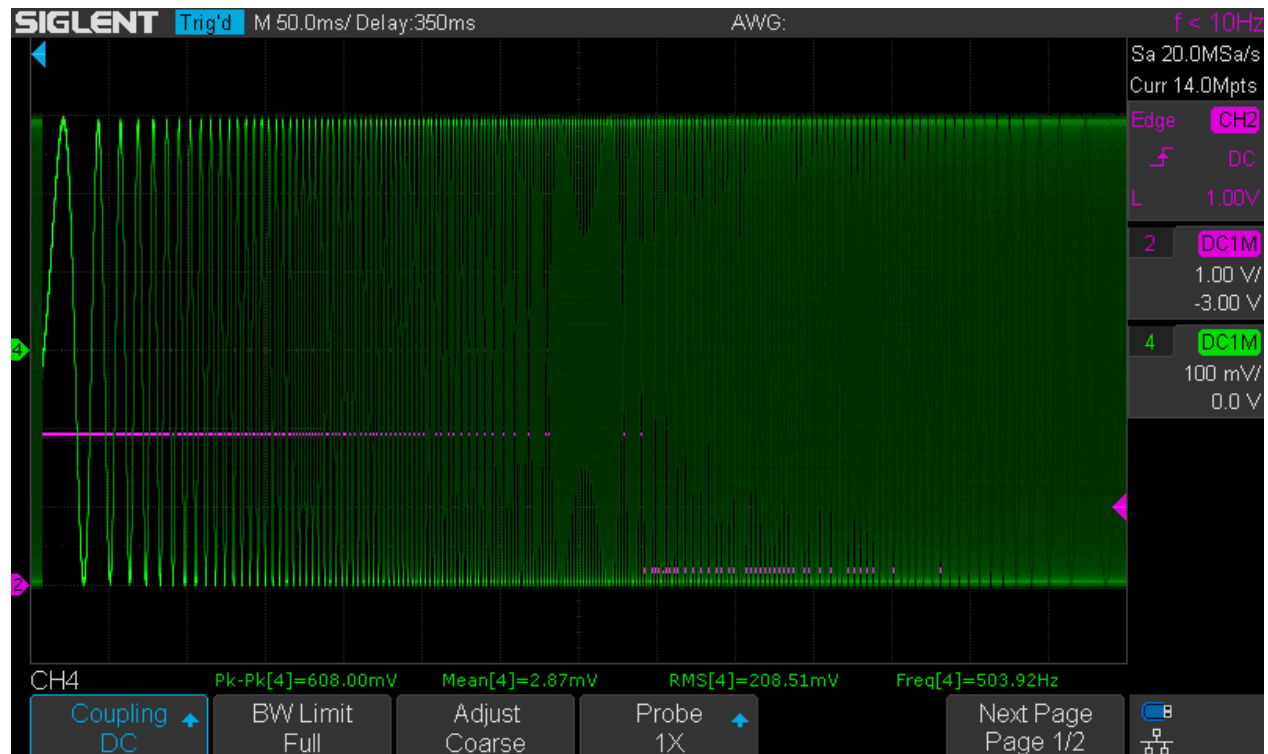 SIGLENT Trig'd M 50.0ms/ Delay:350ms AWG: f < 10Hz
Sa 20.0MSa/s
Curr 14.0Mpts
Edge CH2
DC
L 1.00V
2 DC1M
1.00 V/
-3.00 V
4 DC1M
100 mV/
0.0 V
4
2
CH4 Pk-Pk[4]=608.00mV Mean[4]=2.87mV RMS[4]=208.51mV Freq[4]=503.92Hz
Coupling BW Limit Adjust Probe Next Page
DC Full Coarse 1X Page 1/2